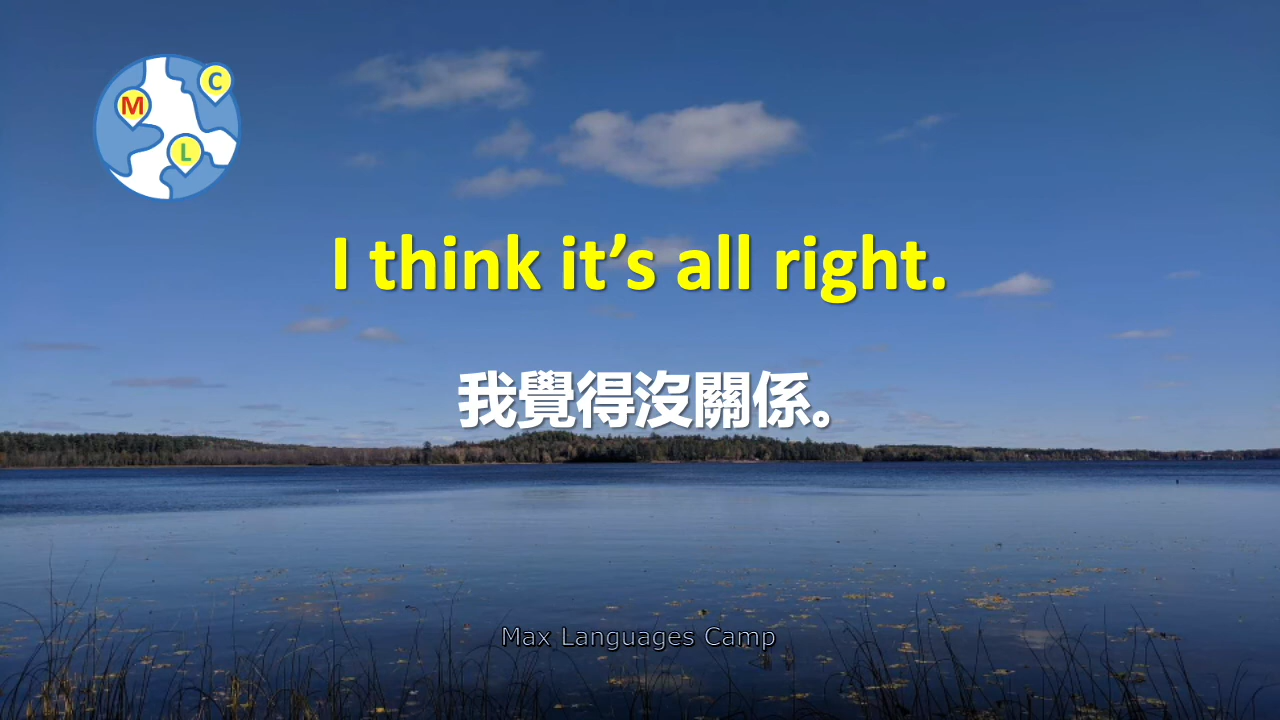 C
M
L
I think it’s all right.
我覺得沒關係。
Max Languages Camp